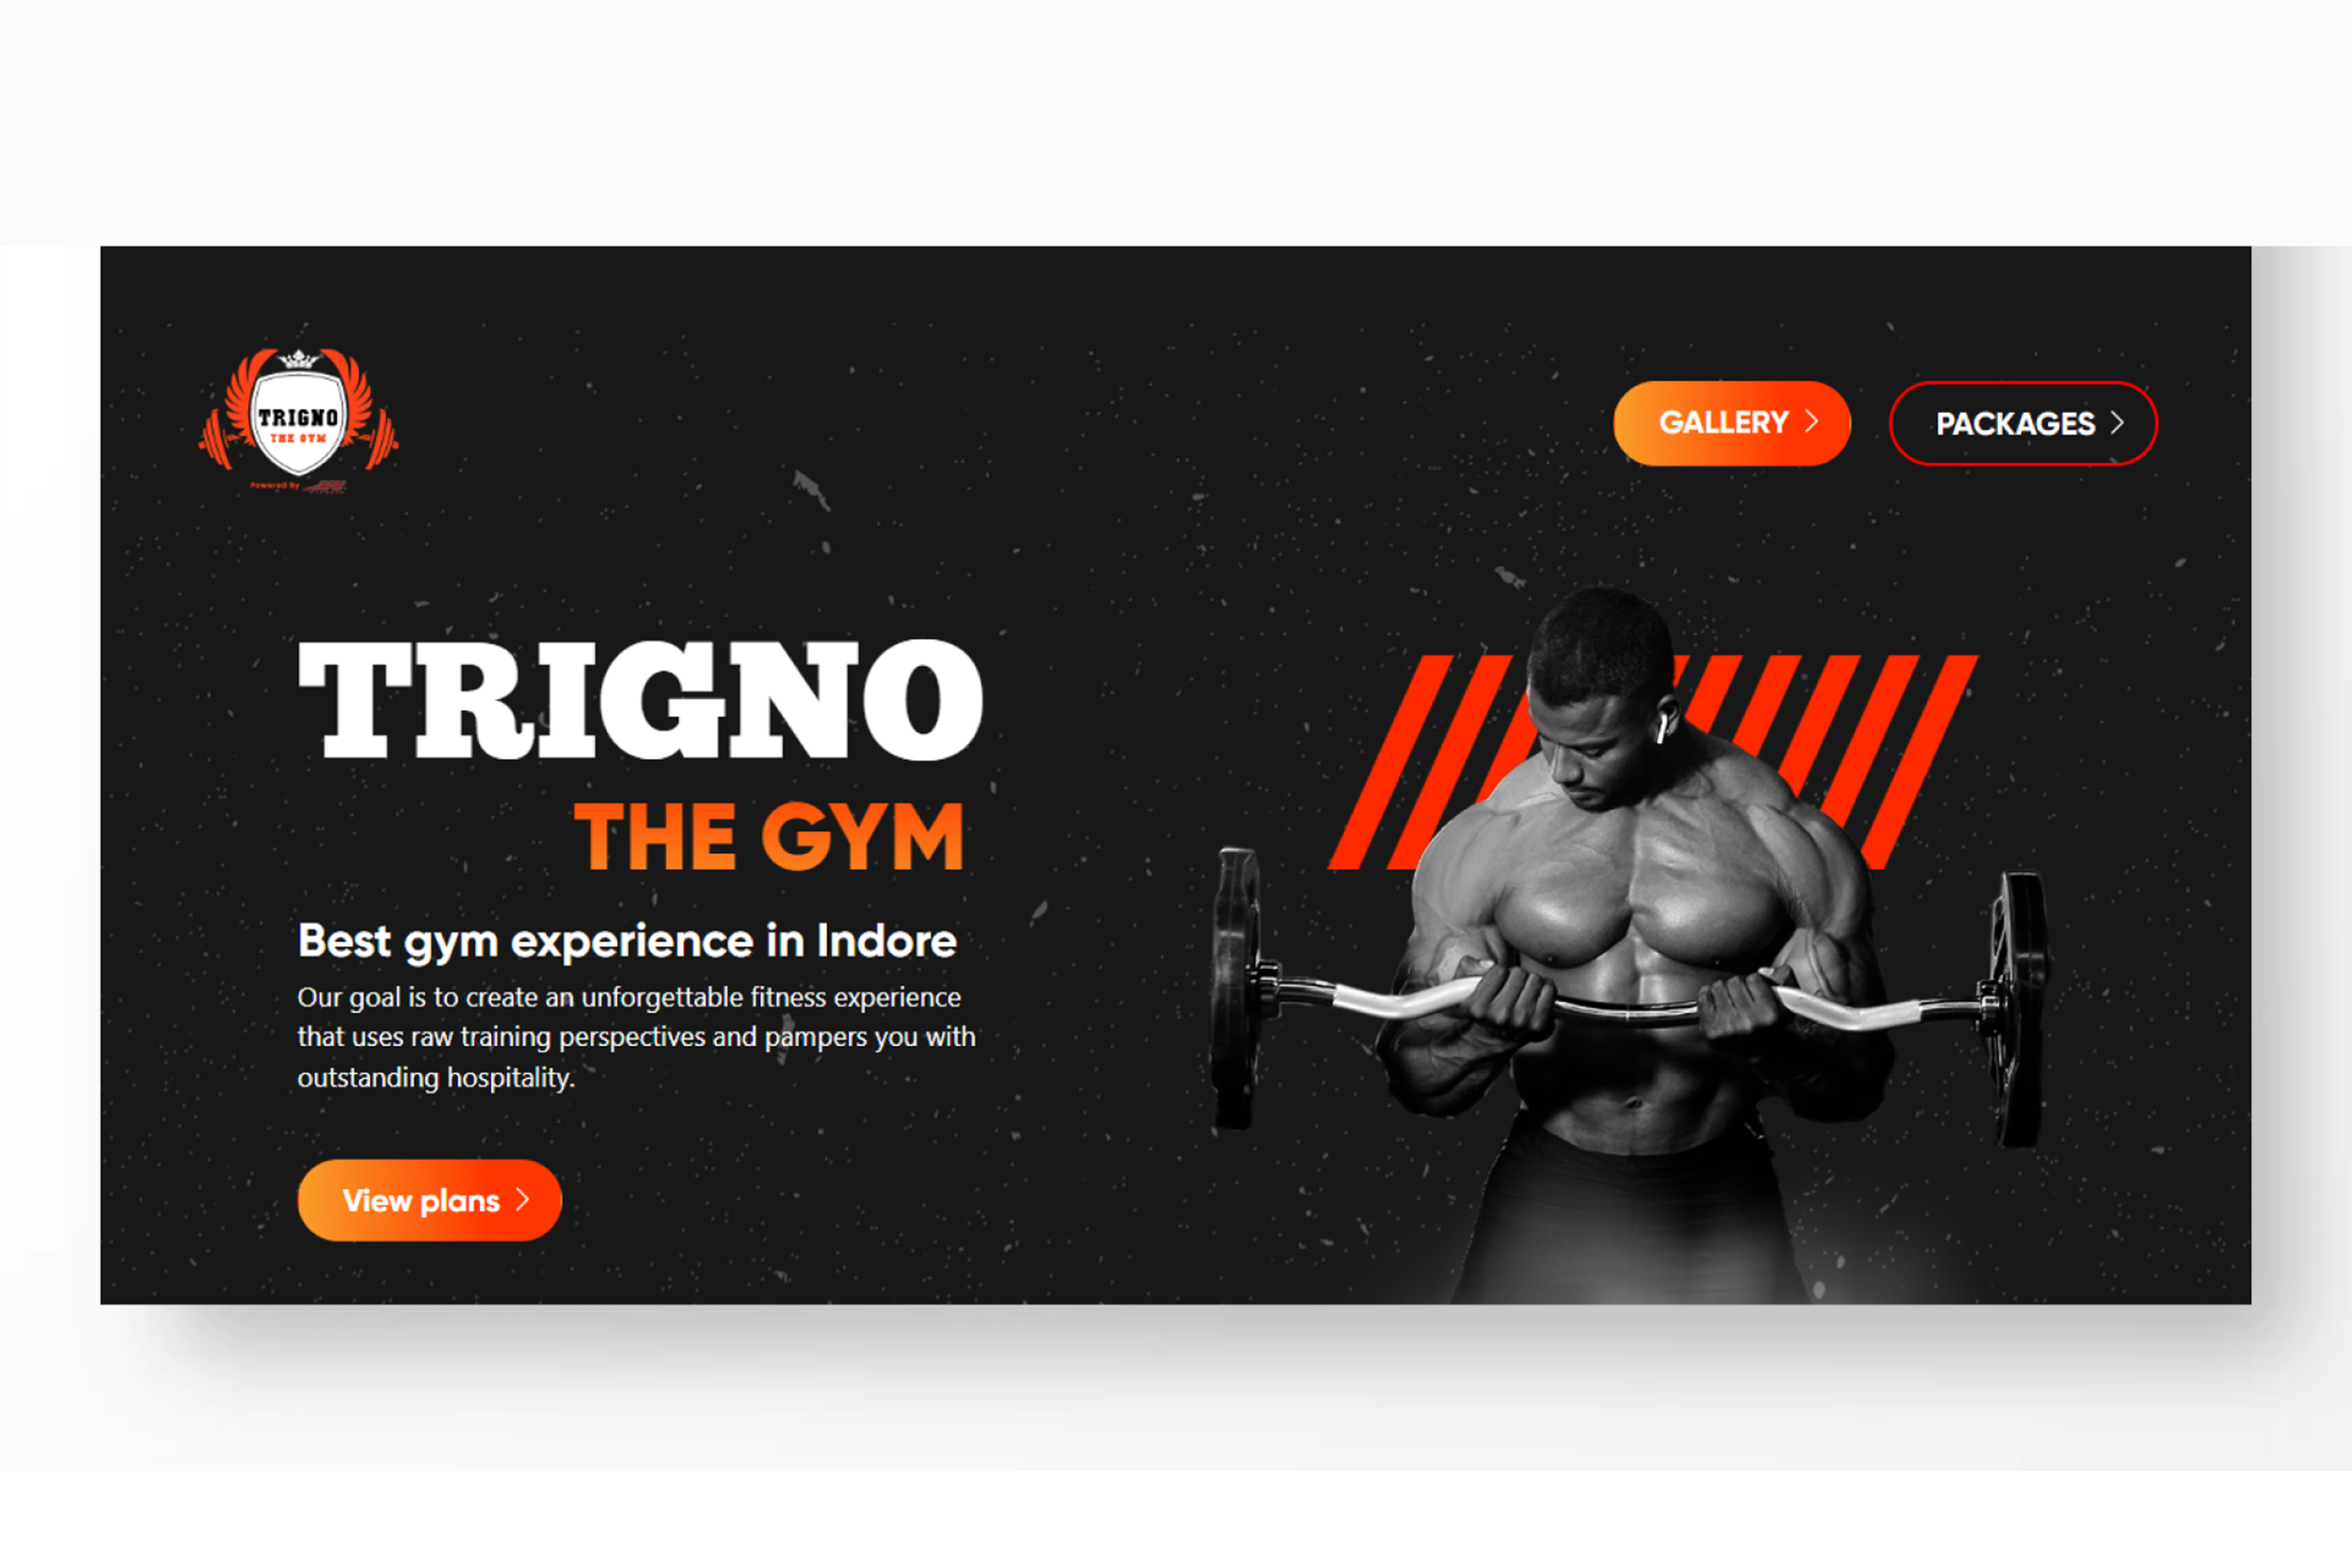 TRIGNO
THE GYM
Powered By
GALLERY
PACKAGES
TRIGNO
THE GYM
Best gym experience in Indore
Our goal is to create an unforgettable fitness experience
that uses raw training perspectives and pampers you with
outstanding hospitality.
View plans